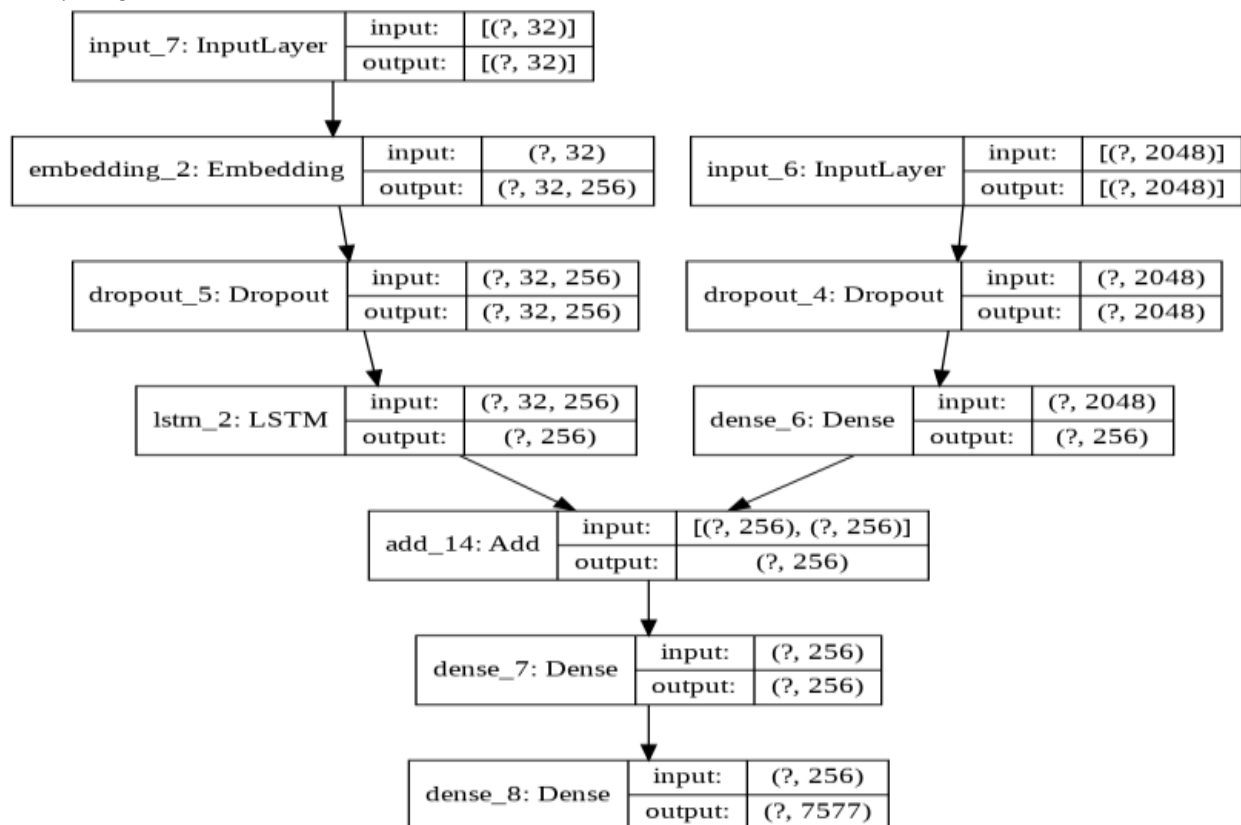 input_7: InputLayer
input: [(?, 32)]
output: [(?, 32)]
embedding_2: Embedding
input: (?, 32)
output: (?, 32, 256)
input_6: InputLayer
input: [(?, 2048)]
output: [(?, 2048)]
dropout_5: Dropout
input: (?, 32, 256)
output: (?, 32, 256)
dropout_4: Dropout
input: (?, 2048)
output: (?, 2048)
lstm_2: LSTM
input: (?, 32, 256)
output: (?, 256)
dense_6: Dense
input: (?, 2048)
output: (?, 256)
add_14: Add
input: [(?, 256), (?, 256)]
output: (?, 256)
dense_7: Dense
input: (?, 256)
output: (?, 256)
dense_8: Dense
input: (?, 256)
output: (?, 7577)